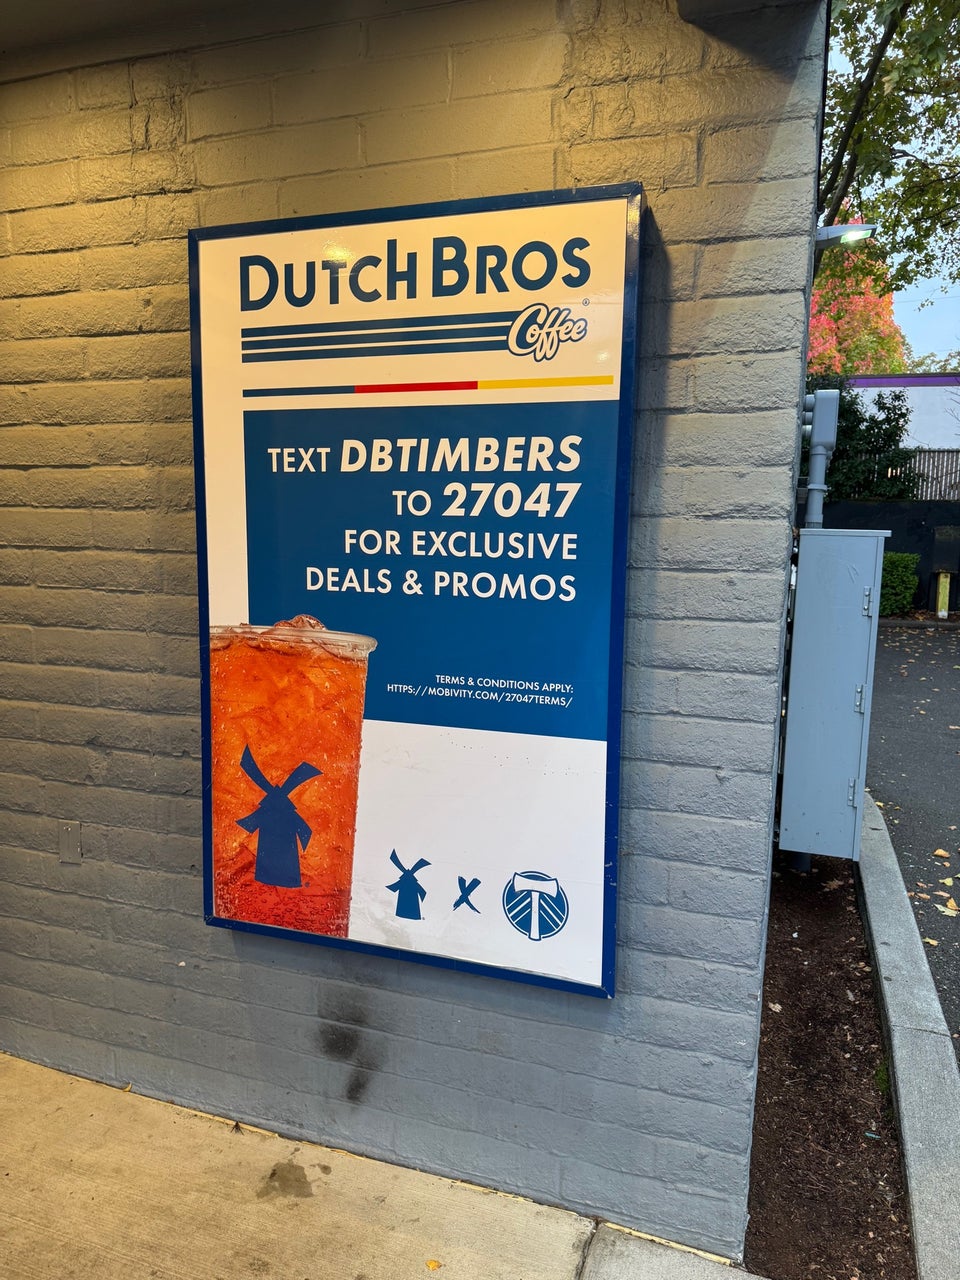 DUTCH BROS
Coffee
TEXT DBTIMBERS
TO 27047
FOR EXCLUSIVE
DEALS & PROMOS
TERMS & CONDITIONS APPLY:
HTTPS://MOBIVITY.COM/27047TERMS/
X